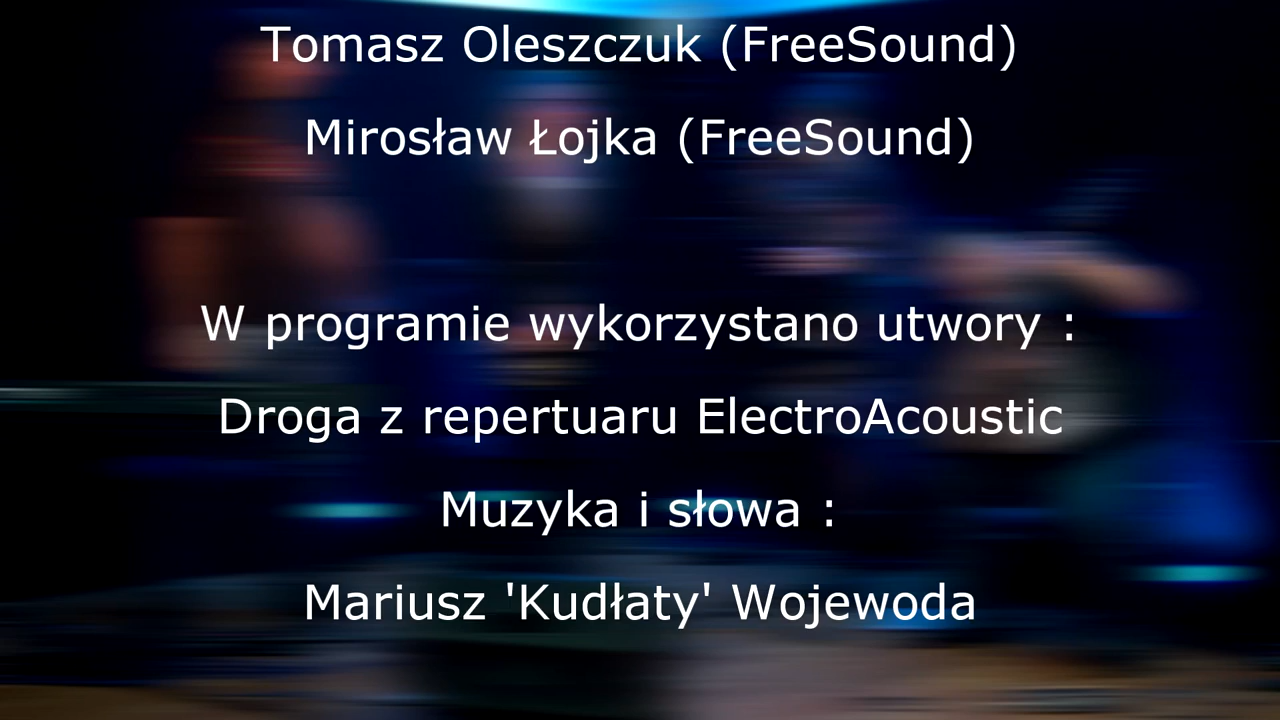 Tomasz Oleszczuk (FreeSound)
Mirosław Łojka (FreeSound)
W programie wykorzystano utwory :
Droga z repertuaru ElectroAcoustic
Muzyka i słowa :
Mariusz 'Kudłaty' Wojewoda